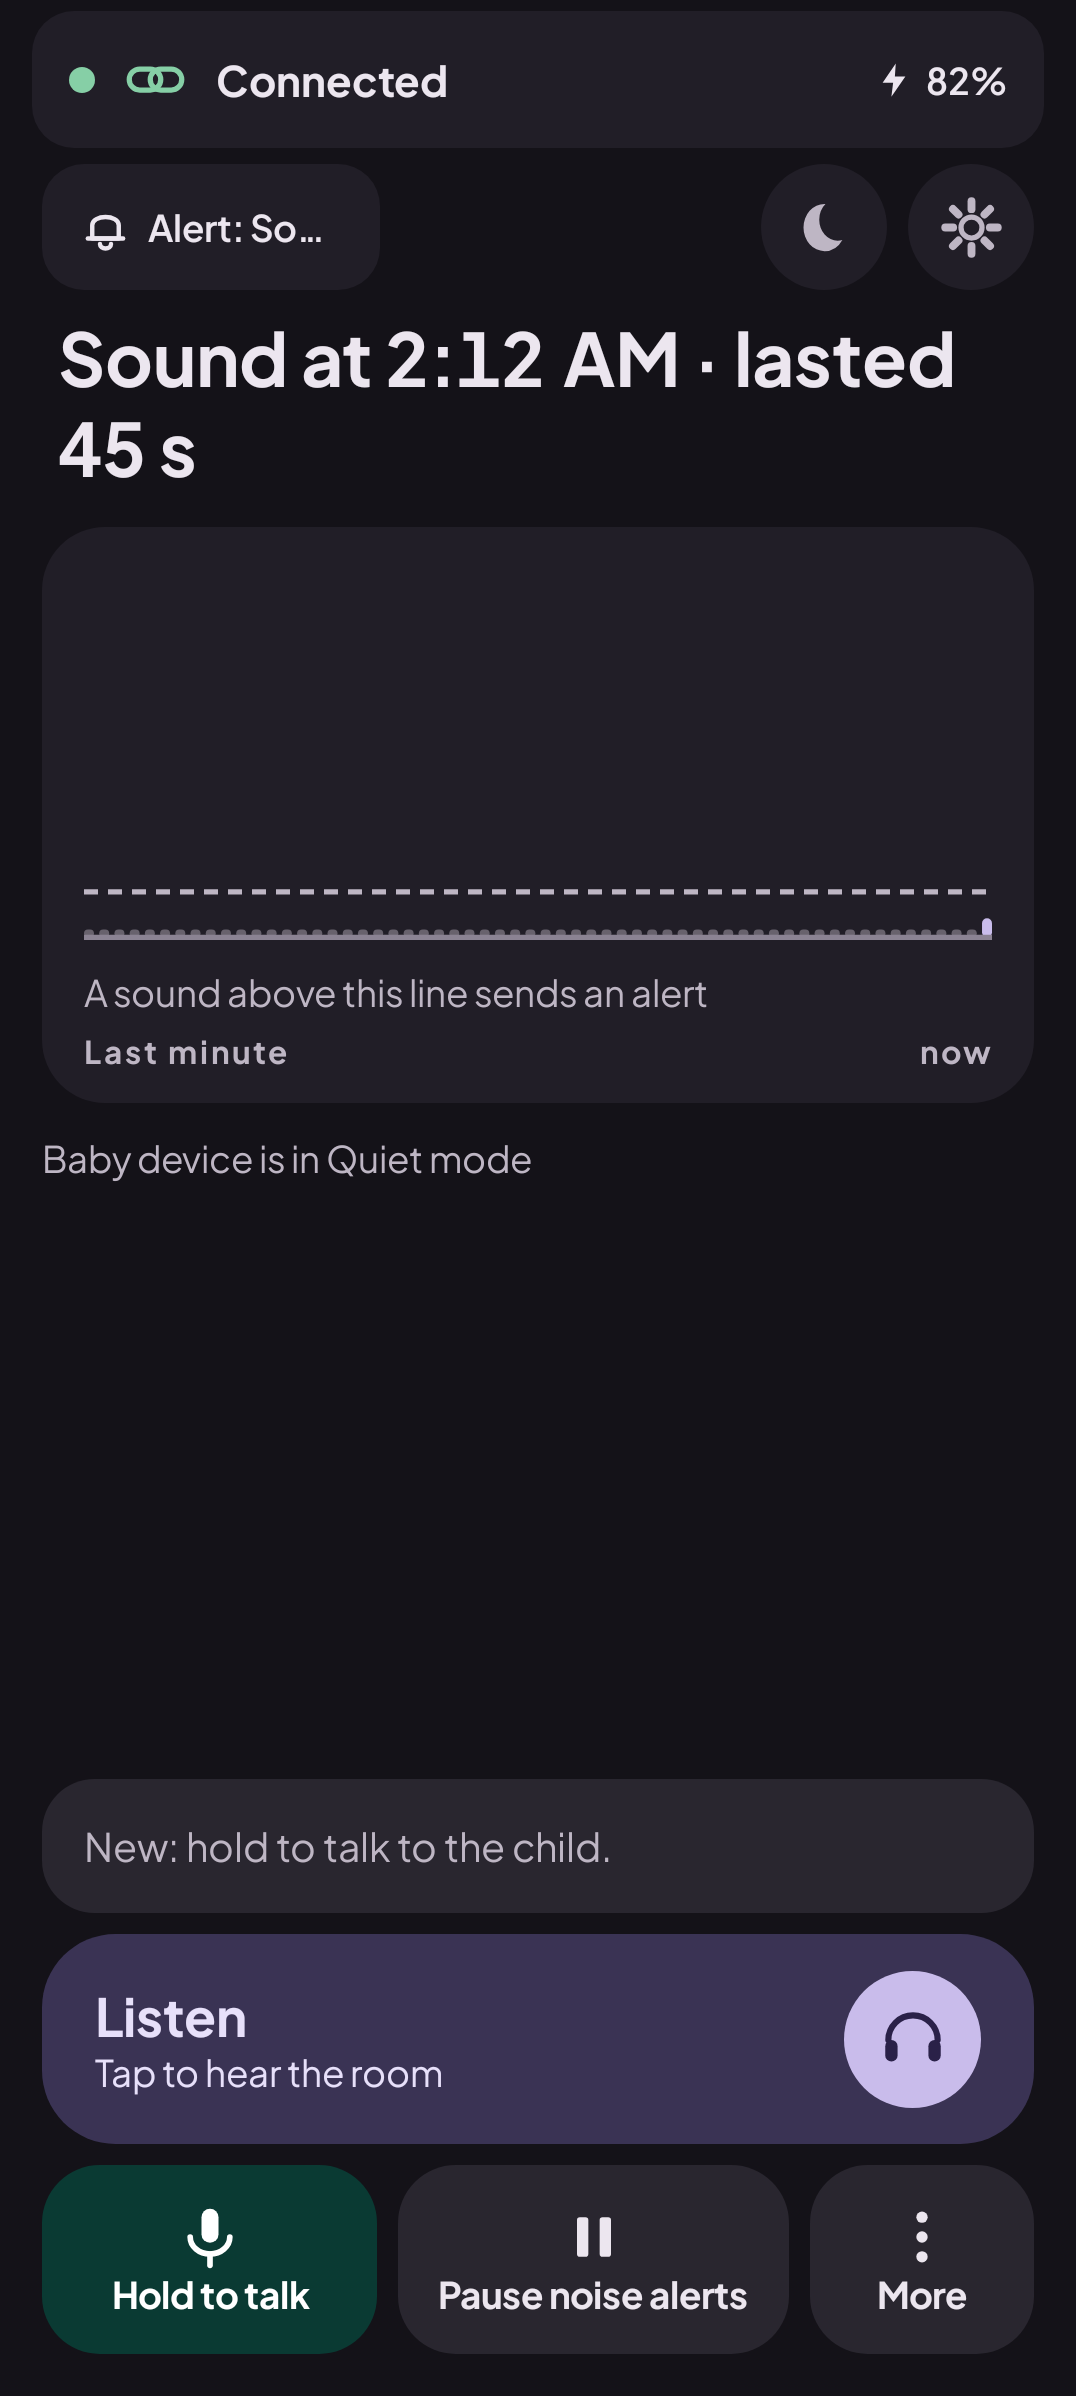 Connected
82%
Alert: So...
Sound at 2:12 AM · lasted
45 s
A sound above this line sends an alert
Last minute
now
Baby device is in Quiet mode
New: hold to talk to the child.
Listen
Tap to hear the room
Hold to talk
Pause noise alerts
More